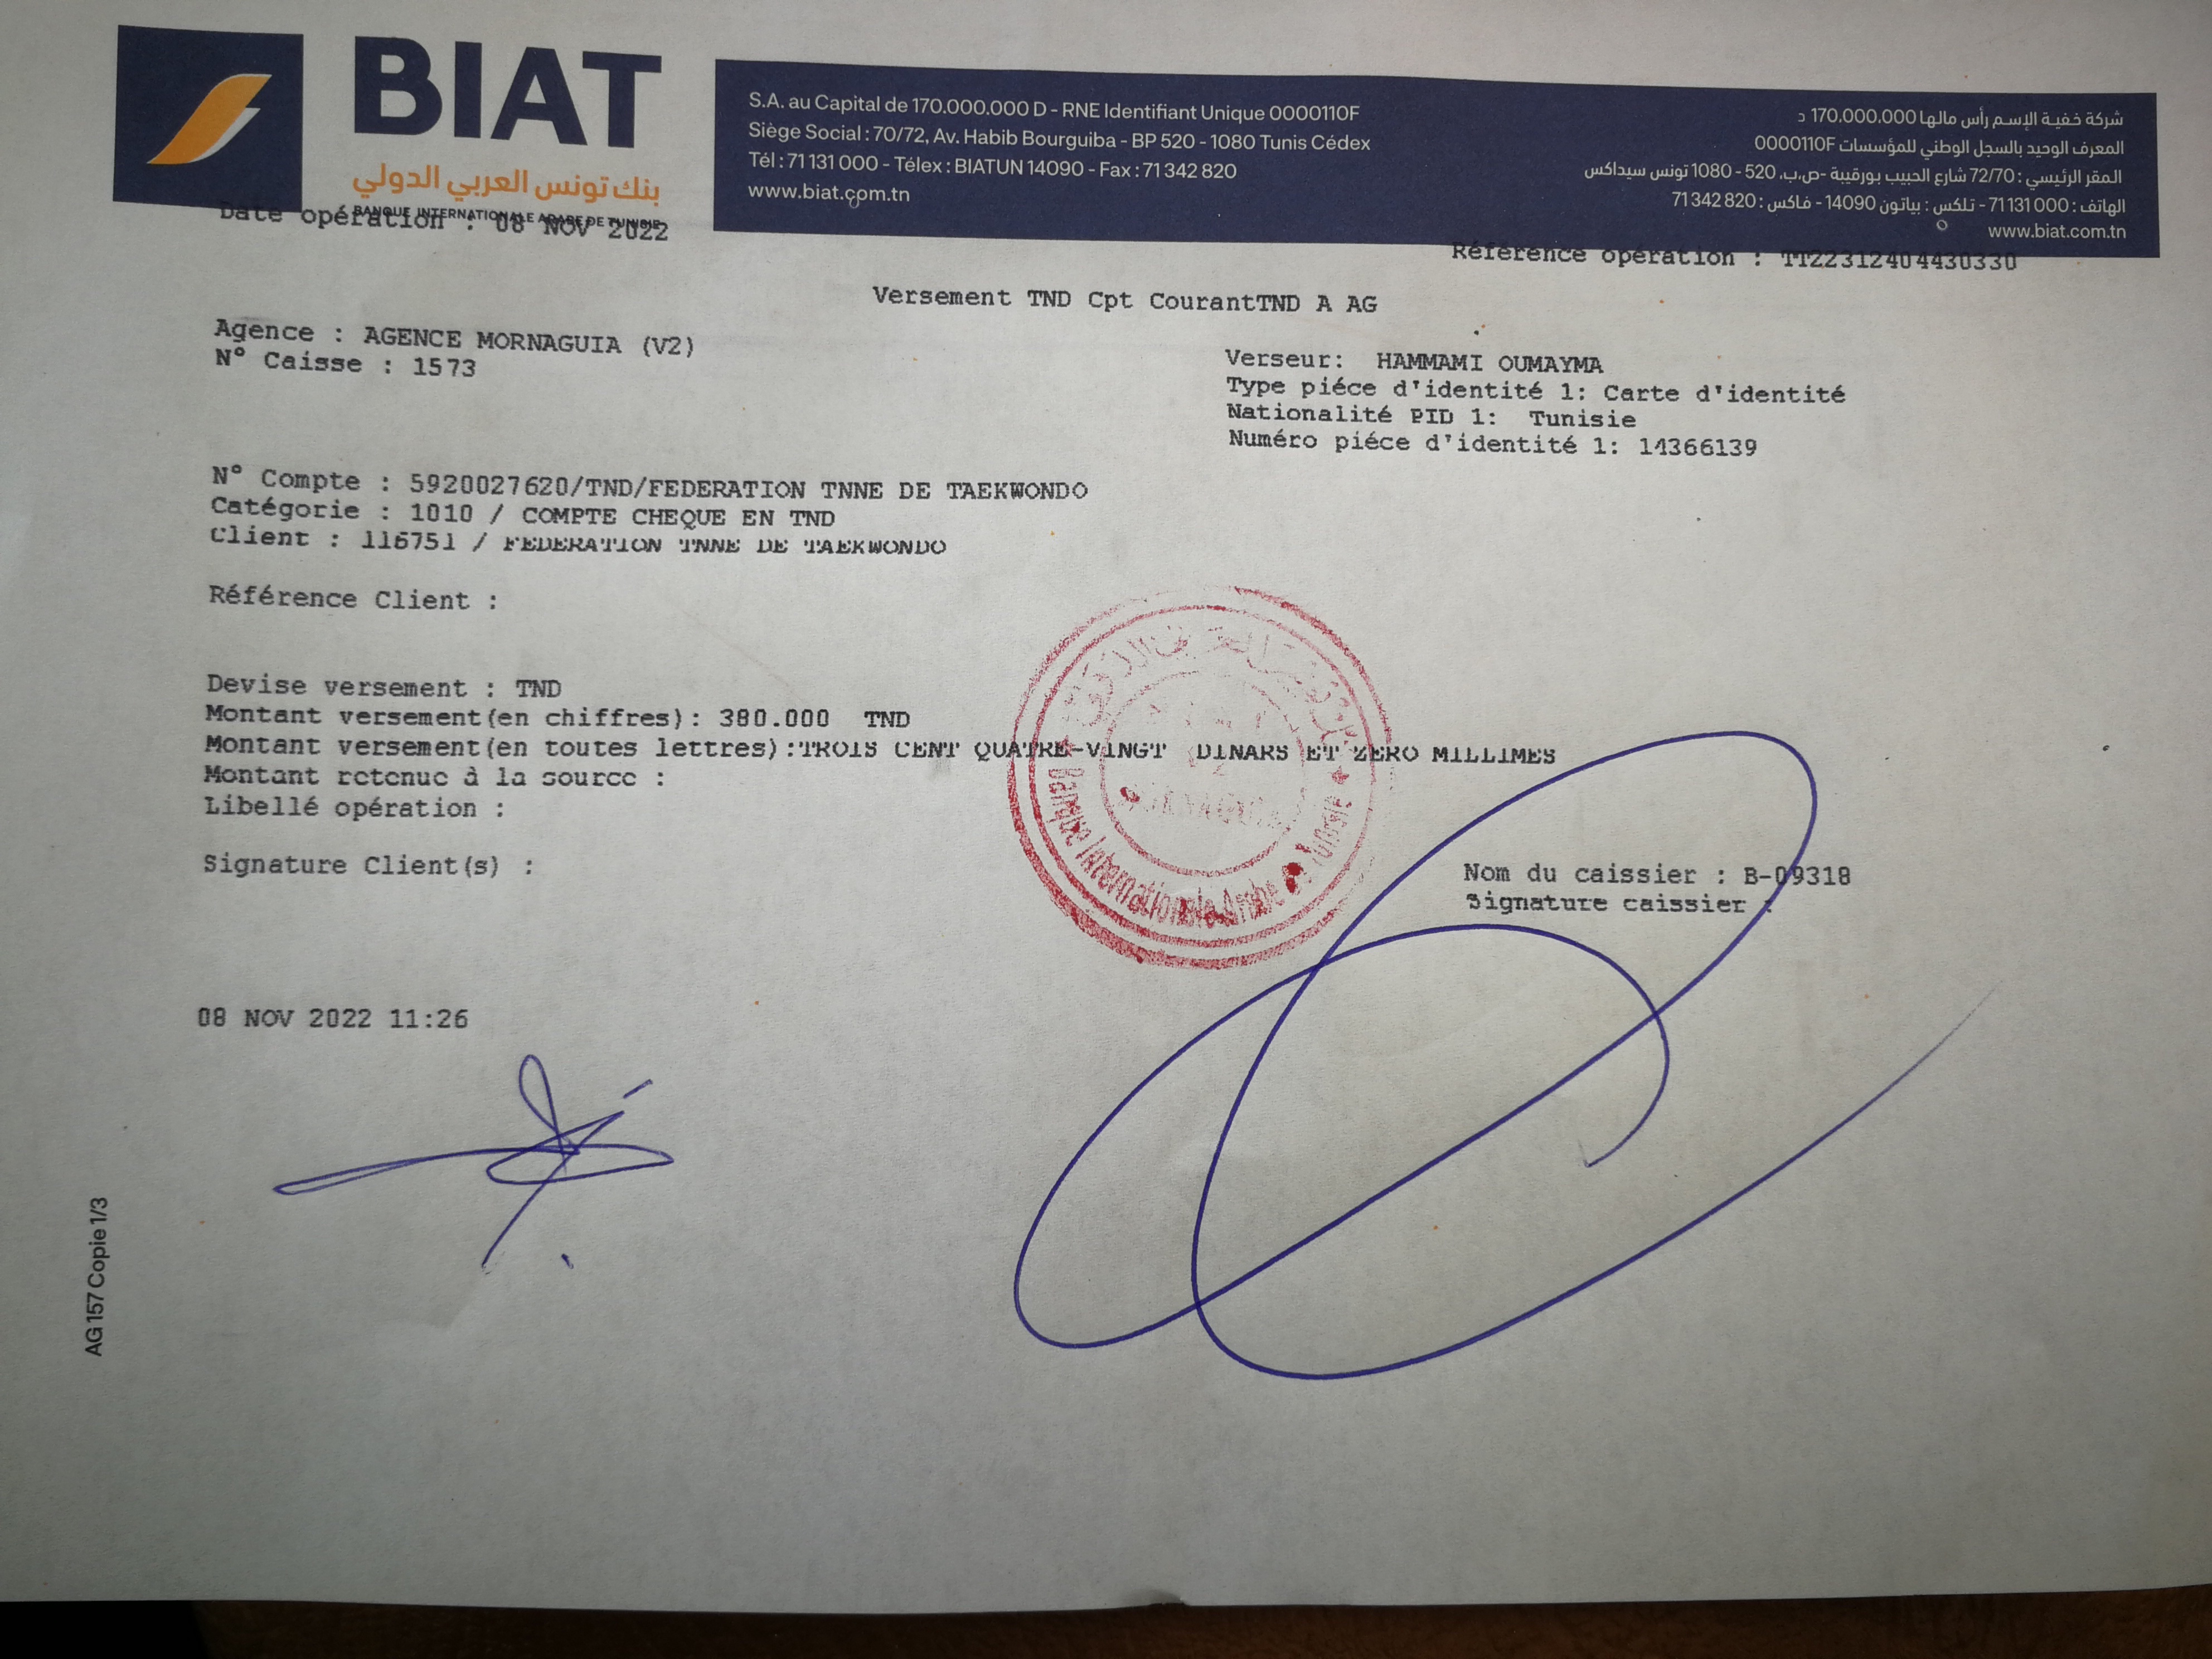 BIAT
بنك تونس العربي الدولي
BANQUE INTERNATIONALE ARABE DE TUNISIE
S.A. au Capital de 170.000.000 D - RNE Identifiant Unique 0000110F
Siège Social : 70/72, Av. Habib Bourguiba - BP 520 - 1080 Tunis Cédex
Tél : 71 131 000 - Télex : BIATUN 14090 - Fax : 71 342 820
www.biat.com.tn
شركة خفية الإسم رأس مالها 170.000.000 د
المعرف الوحيد بالسجل الوطني للمؤسسات 0000110F
المقر الرئيسي : 72/70 شارع الحبيب بورقيبة -ص.ب. 520 - 1080 تونس سيداكس
الهاتف : 71 131 000 - تلكس : بياتون 14090 - فاكس : 71 342 820
www.biat.com.tn
Date opération : 08 NOV 2022
Référence opération : TT22312404430330
Versement TND Cpt CourantTND A AG
Agence : AGENCE MORNAGUIA (V2)
N° Caisse : 1573
Verseur: HAMMAMI OUMAYMA
Type piéce d'identité 1: Carte d'identité
Nationalité PID 1: Tunisie
Numéro piéce d'identité 1: 14366139
N° Compte : 5920027620/TND/FEDERATION TNNE DE TAEKWONDO
Catégorie : 1010 / COMPTE CHEQUE EN TND
Client : 116751 / FEDERATION TNNE DE TAEKWONDO
Référence Client :
Devise versement : TND
Montant versement(en chiffres): 380.000 TND
Montant versement(en toutes lettres):TROIS CENT QUATRE-VINGT DINARS ET ZERO MILLIMES
Montant retenue à la source :
Libellé opération :
Signature Client(s) :
Banque Internationale Arabe de Tunisie
Nom du caissier : B-09318
Signature caissier :
08 NOV 2022 11:26
AG 157 Copie 1/3